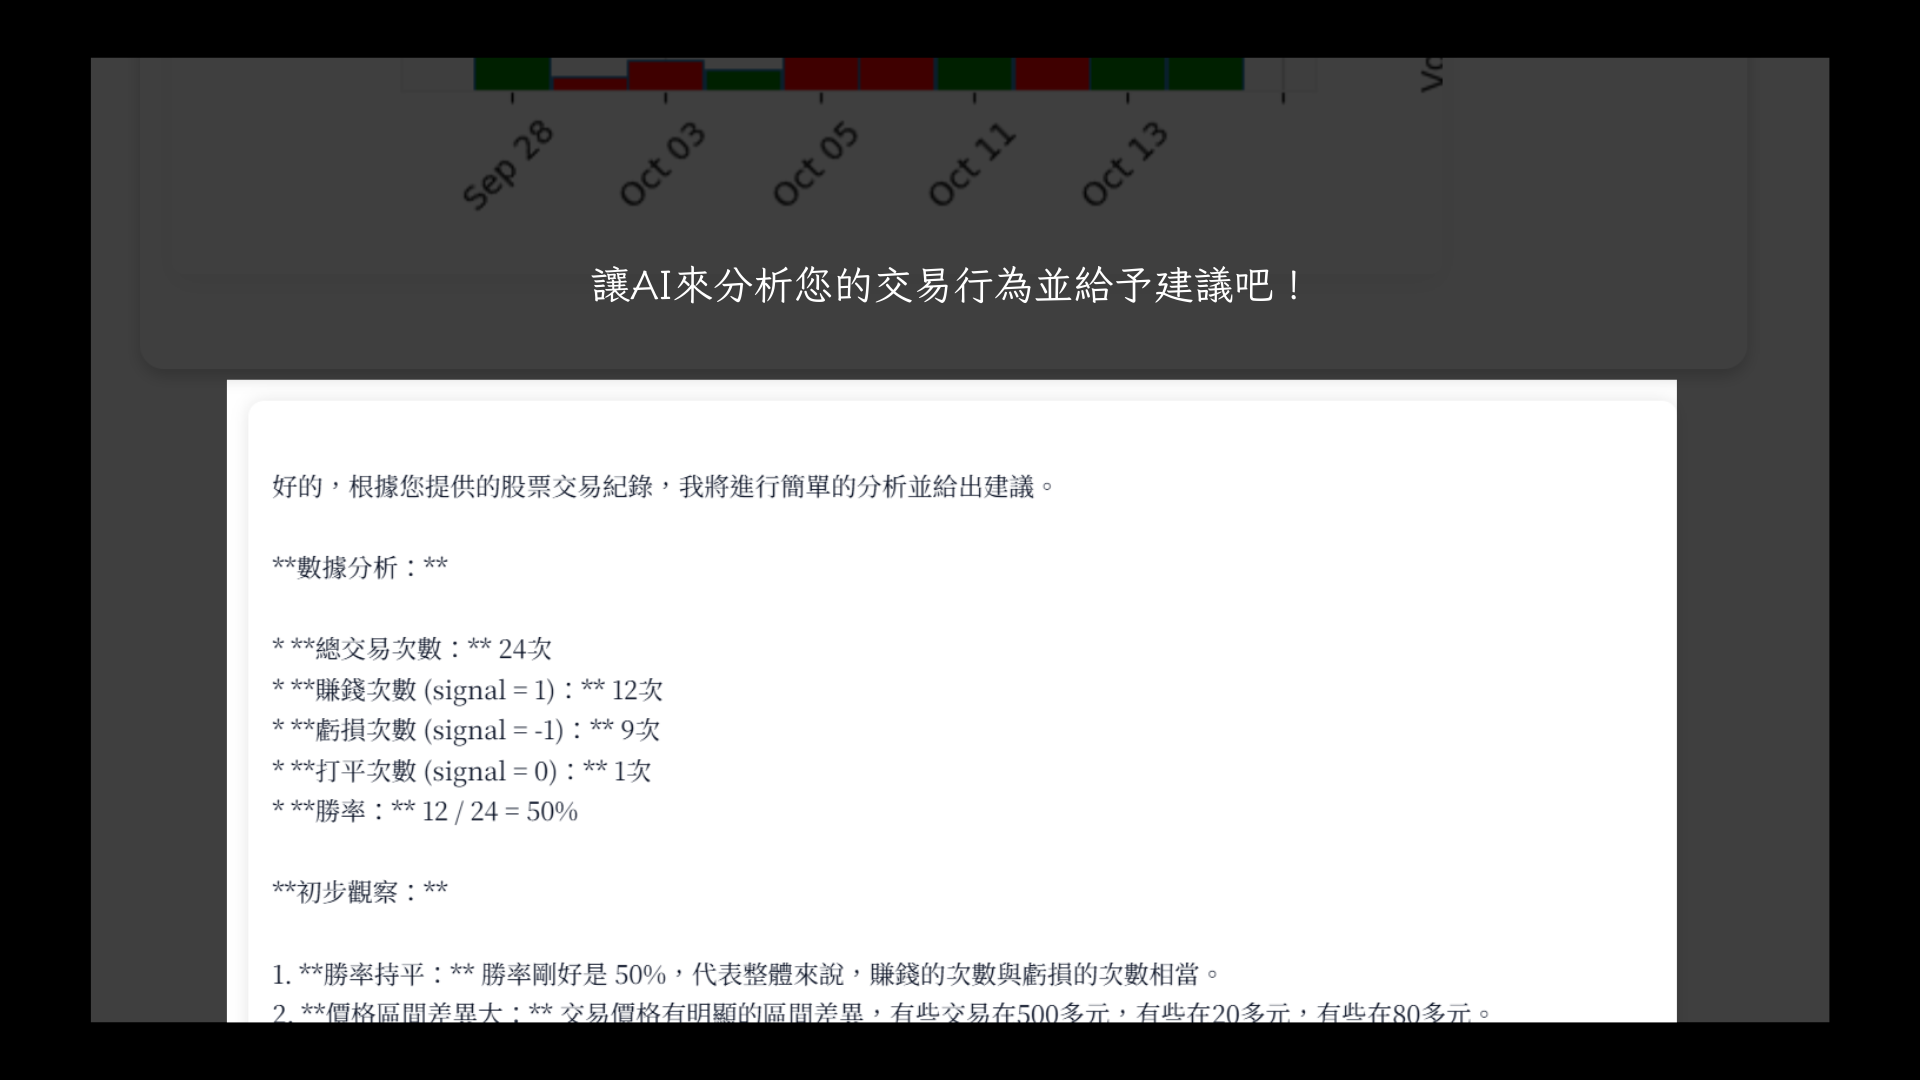 Vo
Sep 28
Oct 03
Oct 05
Oct 11
Oct 13
讓AI來分析您的交易行為並給予建議吧！
好的，根據您提供的股票交易紀錄，我將進行簡單的分析並給出建議。
**數據分析：**
* **總交易次數：** 24次
* **賺錢次數 (signal = 1)：** 12次
* **虧損次數 (signal = -1)：** 9次
* **打平次數 (signal = 0)：** 1次
* **勝率：** 12 / 24 = 50%
**初步觀察：**
1. **勝率持平：** 勝率剛好是 50%，代表整體來說，賺錢的次數與虧損的次數相當。
2. **價格區間差異大：** 交易價格有明顯的區間差異，有些交易在500多元，有些在20多元，有些在80多元。